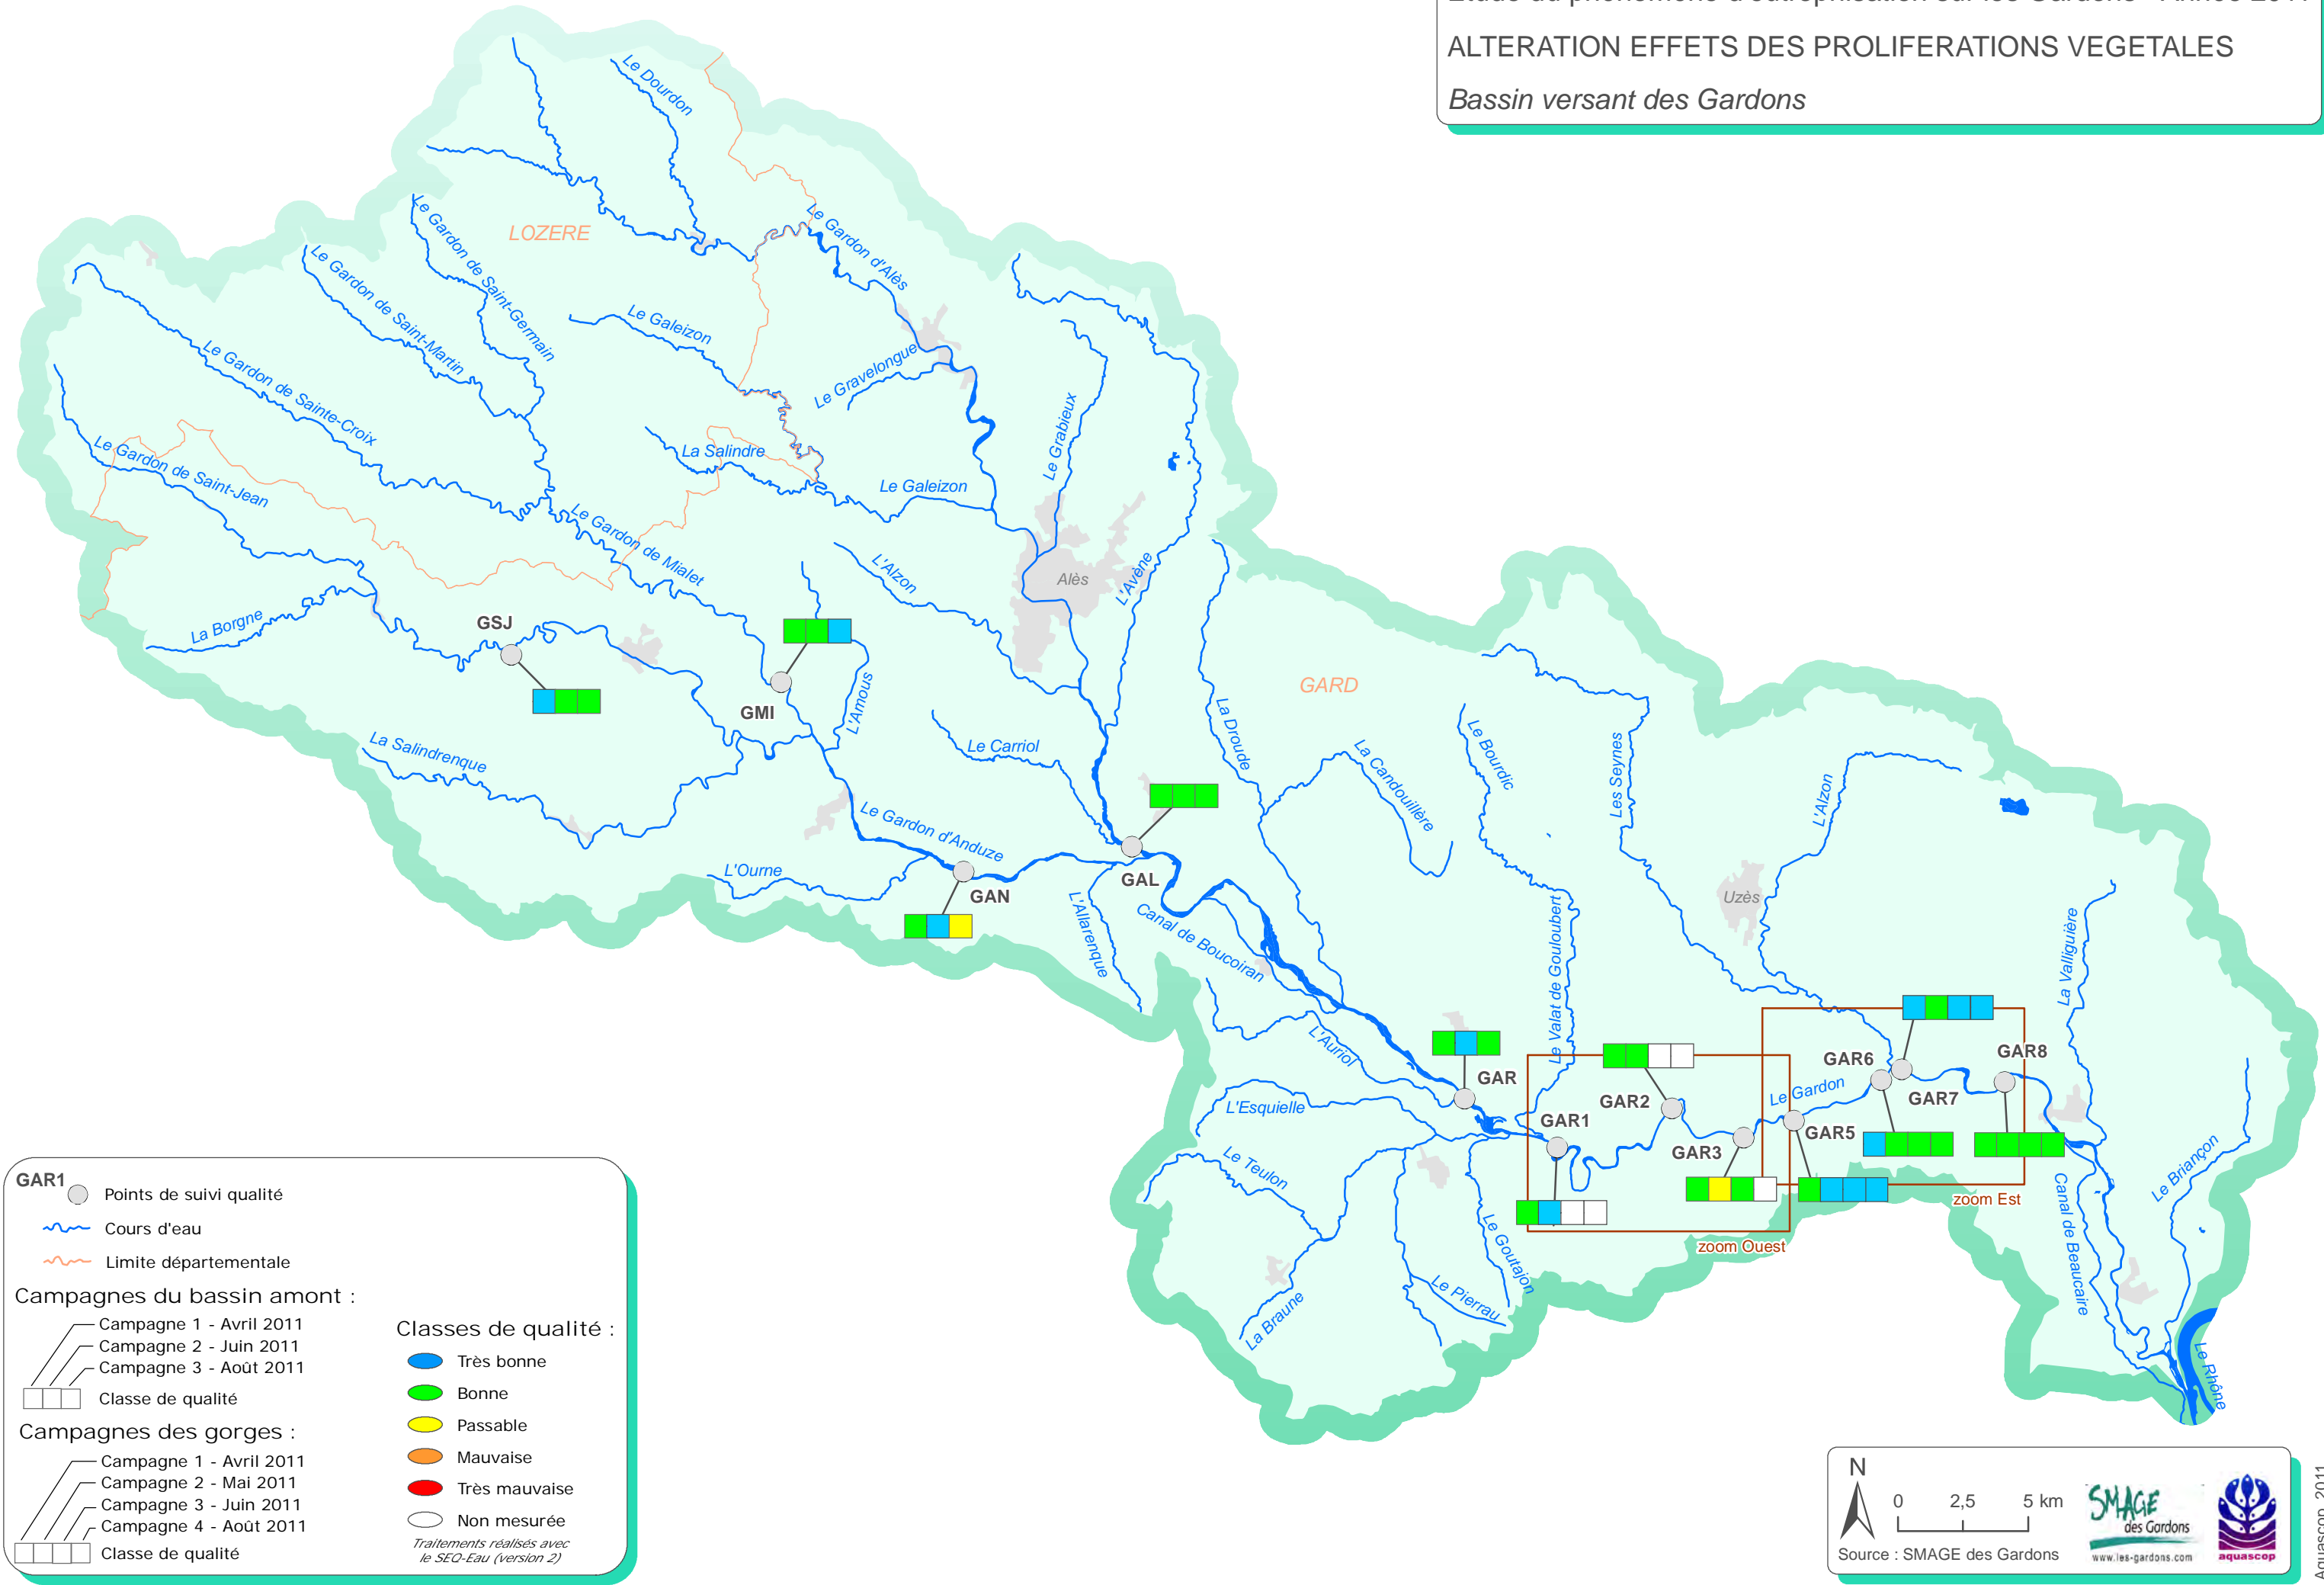 ALTERATION EFFETS DES PROLIFERATIONS VEGETALES
Bassin versant des Gardons
Le Dourdon
LOZERE
Le Gardon d'Alès
Le Gardon de Saint-Germain
Le Gardon de Saint-Martin
Le Galeizon
Le Gardon de Sainte-Croix
Le Gravelongue
Le Grabieux
Le Gardon de Saint-Jean
La Salindre
Le Galeizon
Le Gardon de Mialet
L'Alzon
Alès
L'Avène
La Borgne
GSJ
GMI
L'Amous
GARD
La Salindrenque
Le Carriol
La Droude
La Candouillère
Le Bourdic
Les Seynes
L'Alzon
Le Gardon d'Anduze
L'Ourne
GAN
GAL
L'Allarenque
Canal de Boucoiran
Uzès
Le Valat de Gouloubert
La Valliguière
L'Auriol
GAR
L'Esquielle
GAR1
GAR2
GAR3
Le Gardon
GAR5
GAR6
GAR7
GAR8
Le Teulon
Le Goutajon
zoom Ouest
zoom Est
Le Briançon
Canal de Beaucaire
La Braune
Le Pierrau
Le Rhône
GAR1
Points de suivi qualité
Cours d'eau
Limite départementale
Campagnes du bassin amont :
Campagne 1 - Avril 2011
Campagne 2 - Juin 2011
Campagne 3 - Août 2011
Classe de qualité
Campagnes des gorges :
Campagne 1 - Avril 2011
Campagne 2 - Mai 2011
Campagne 3 - Juin 2011
Campagne 4 - Août 2011
Classe de qualité
Classes de qualité :
Très bonne
Bonne
Passable
Mauvaise
Très mauvaise
Non mesurée
Traitements réalisés avec
le SEQ-Eau (version 2)
N
0 2,5 5 km
Source : SMAGE des Gardons
SMAGE
des Gardons
www.les-gardons.com
aquascop
Aquascop 2011